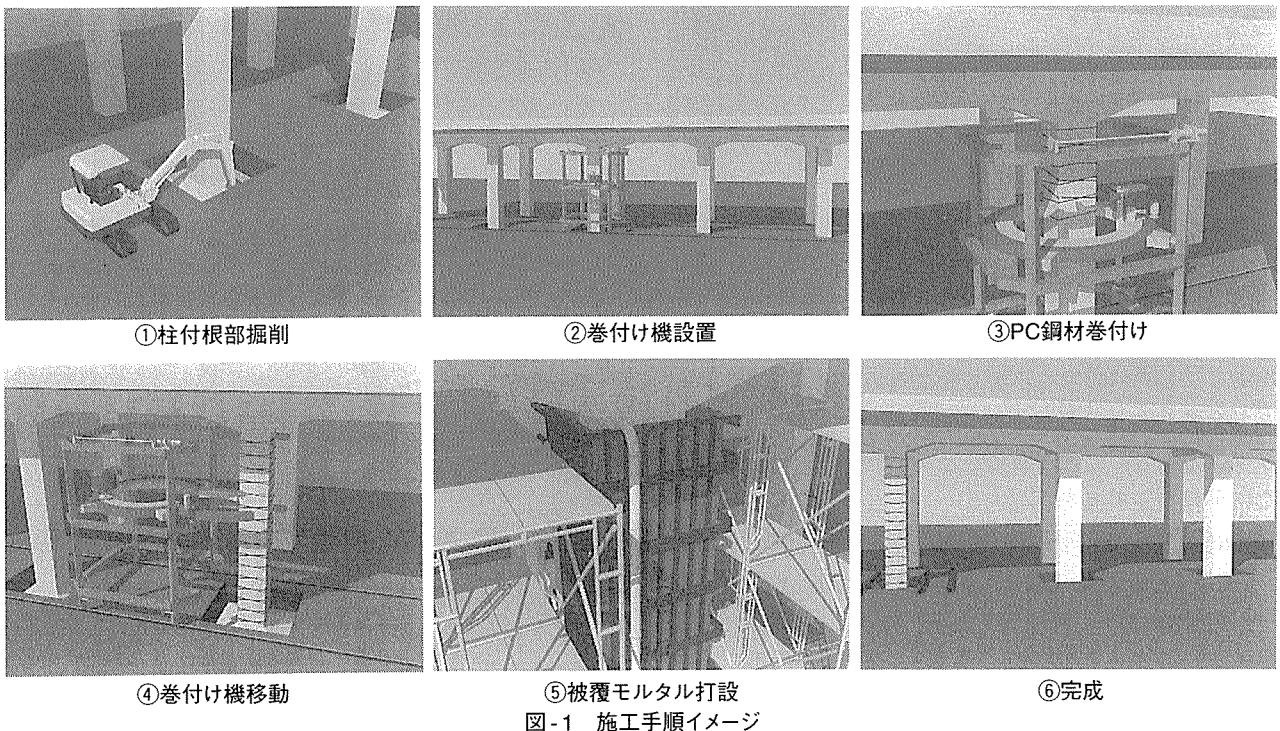 ①柱付根部掘削
②巻付け機設置
③PC鋼材巻付け
④巻付け機移動
⑤被覆モルタル打設
⑥完成
図-1 施工手順イメージ